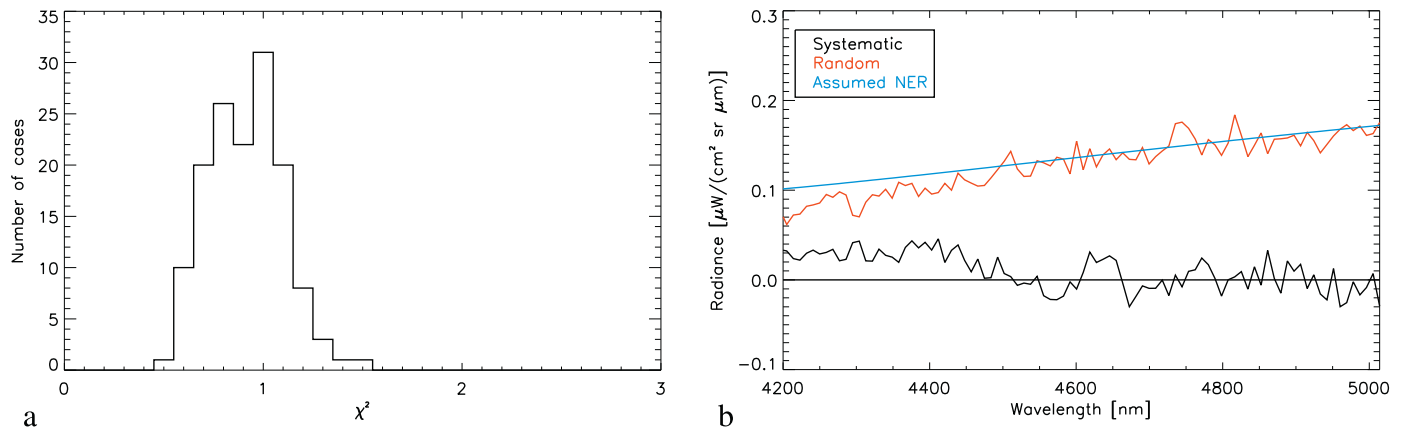 35
30
25
20
15
10
5
0
Number of cases
0 1 2 3
χ²
a
0.3
0.2
0.1
0.0
−0.1
Radiance [μW/(cm² sr μm)]
Systematic
Random
Assumed NER
4200 4400 4600 4800 5000
Wavelength [nm]
b